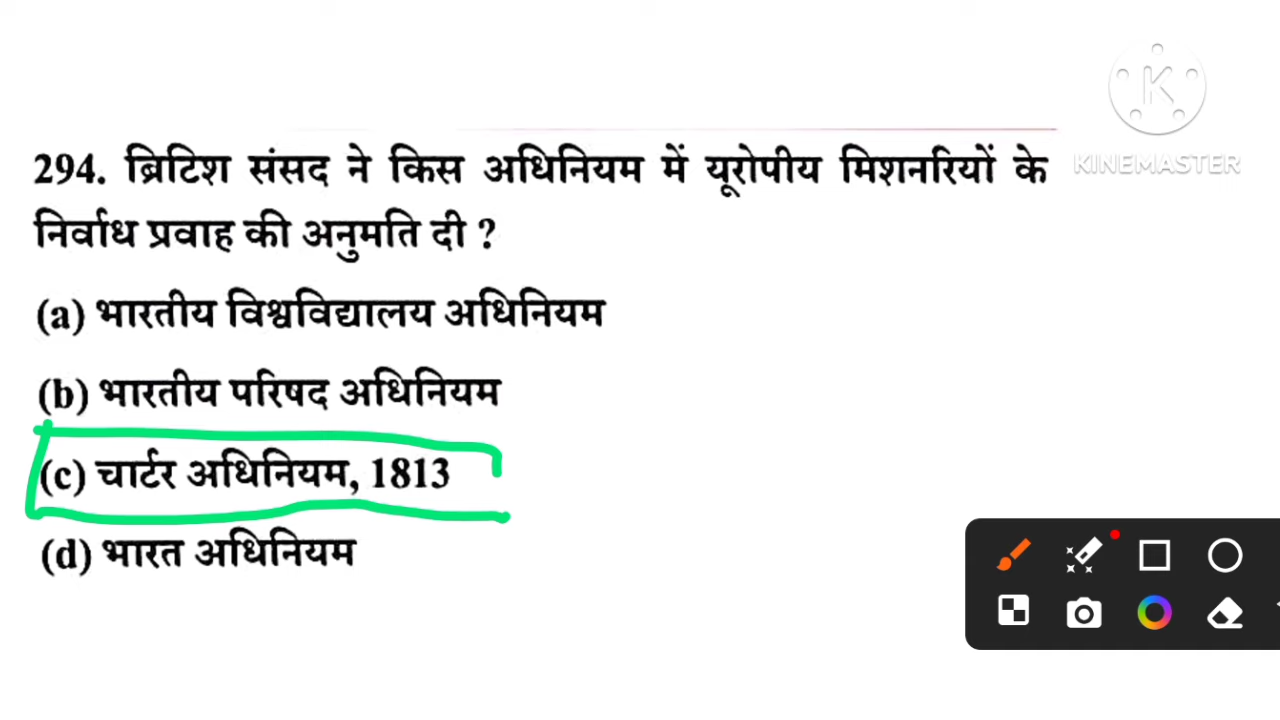 KINEMASTER
294. ब्रिटिश संसद ने किस अधिनियम में यूरोपीय मिशनरियों के
निर्वाध प्रवाह की अनुमति दी ?
(a) भारतीय विश्वविद्यालय अधिनियम
(b) भारतीय परिषद अधिनियम
(c) चार्टर अधिनियम, 1813
(d) भारत अधिनियम